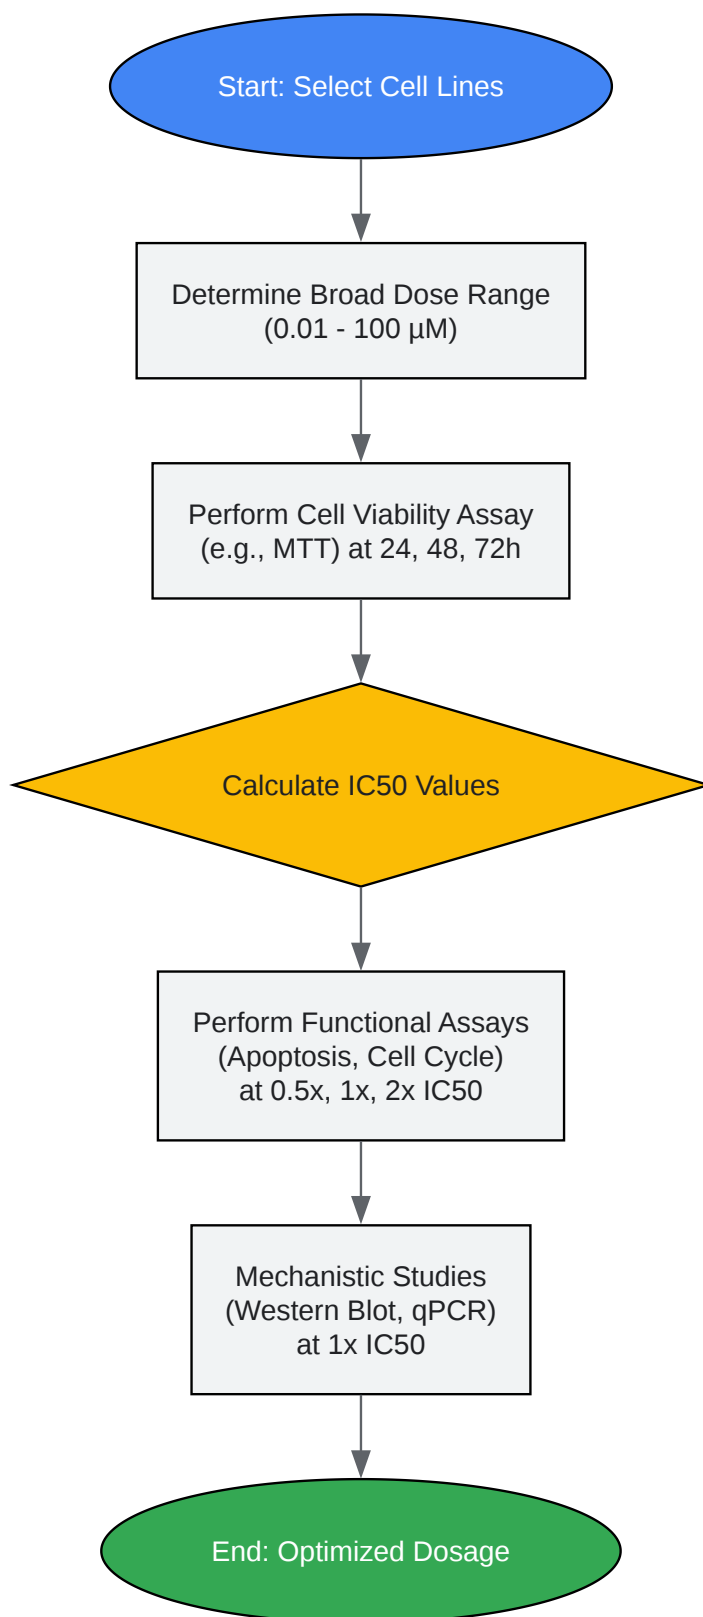 Start: Select Cell Lines
Determine Broad Dose Range
(0.01 - 100 µM)
Perform Cell Viability Assay
(e.g., MTT) at 24, 48, 72h
Calculate IC50 Values
Perform Functional Assays
(Apoptosis, Cell Cycle)
at 0.5x, 1x, 2x IC50
Mechanistic Studies
(Western Blot, qPCR)
at 1x IC50
End: Optimized Dosage